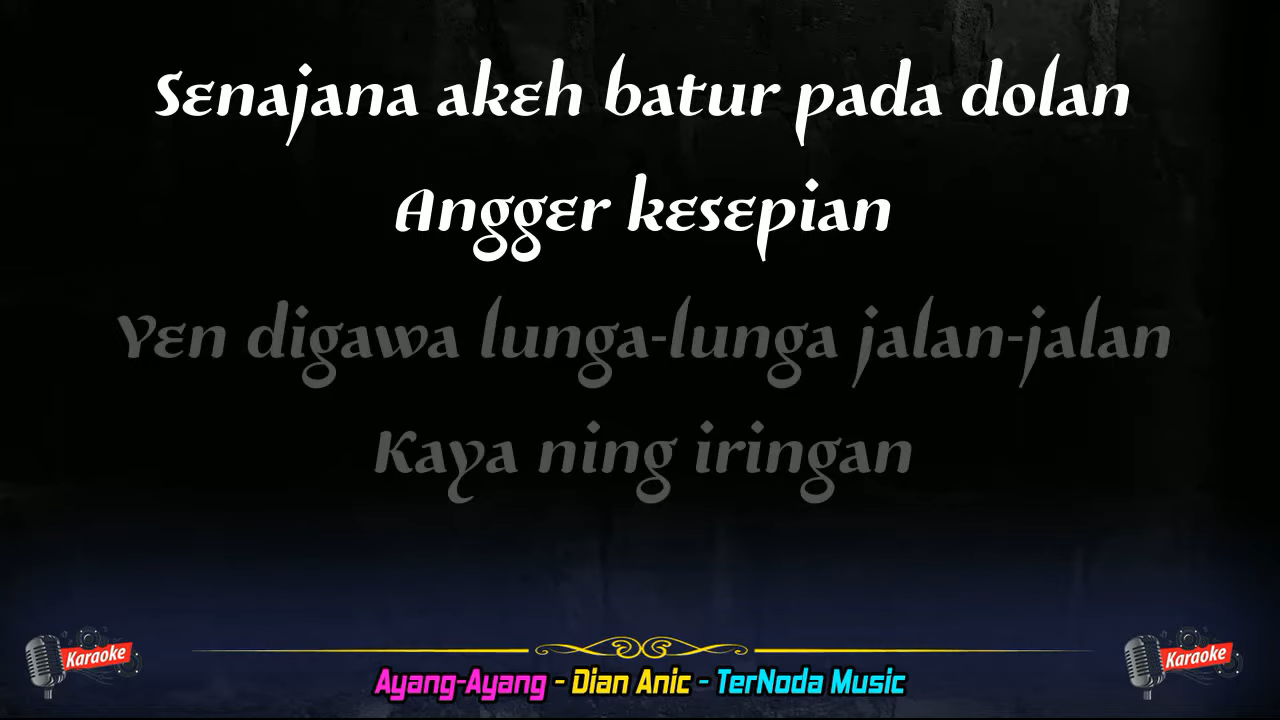 Senajana akeh batur pada dolan
Angger kesepian
Yen digawa lunga-lunga jalan-jalan
Kaya ning iringan
Karaoke
Karaoke
Ayang-Ayang - Dian Anic - TerNoda Music